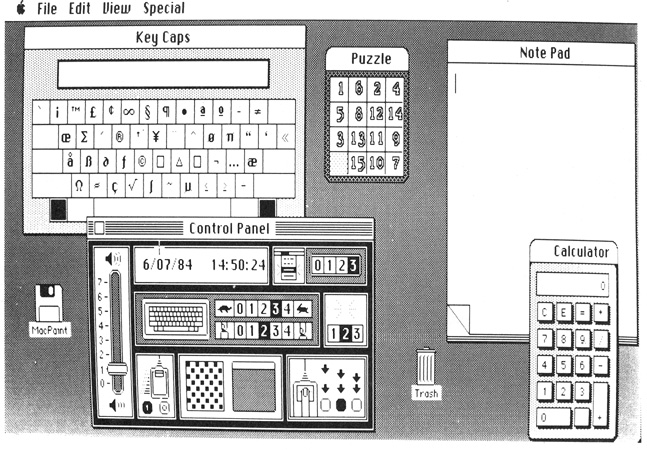 File Edit View Special
Key Caps
` ¡ ™ £ ¢ ∞ § ¶ • ª º - ≠
œ Σ ´ ® † ¥ ¨ ^ ø π “ ‘ «
å ß ∂ ƒ © □ △ □ ¬ … æ
Ω ≈ ç √ ∫ ~ µ ≤ ≥ -
Puzzle
1 6 2 4
5 8 12 14
3 13 11 9
15 10 7
Note Pad
Control Panel
6/07/84 14:50:24
0 1 2 3
7
6
5
4
3
2
1
0
0 1 2 3 4
0 1 2 3 4
1 2 3
1 0
MacPaint
Trash
Calculator
0
C E = *
7 8 9 /
4 5 6 -
1 2 3 +
0 .